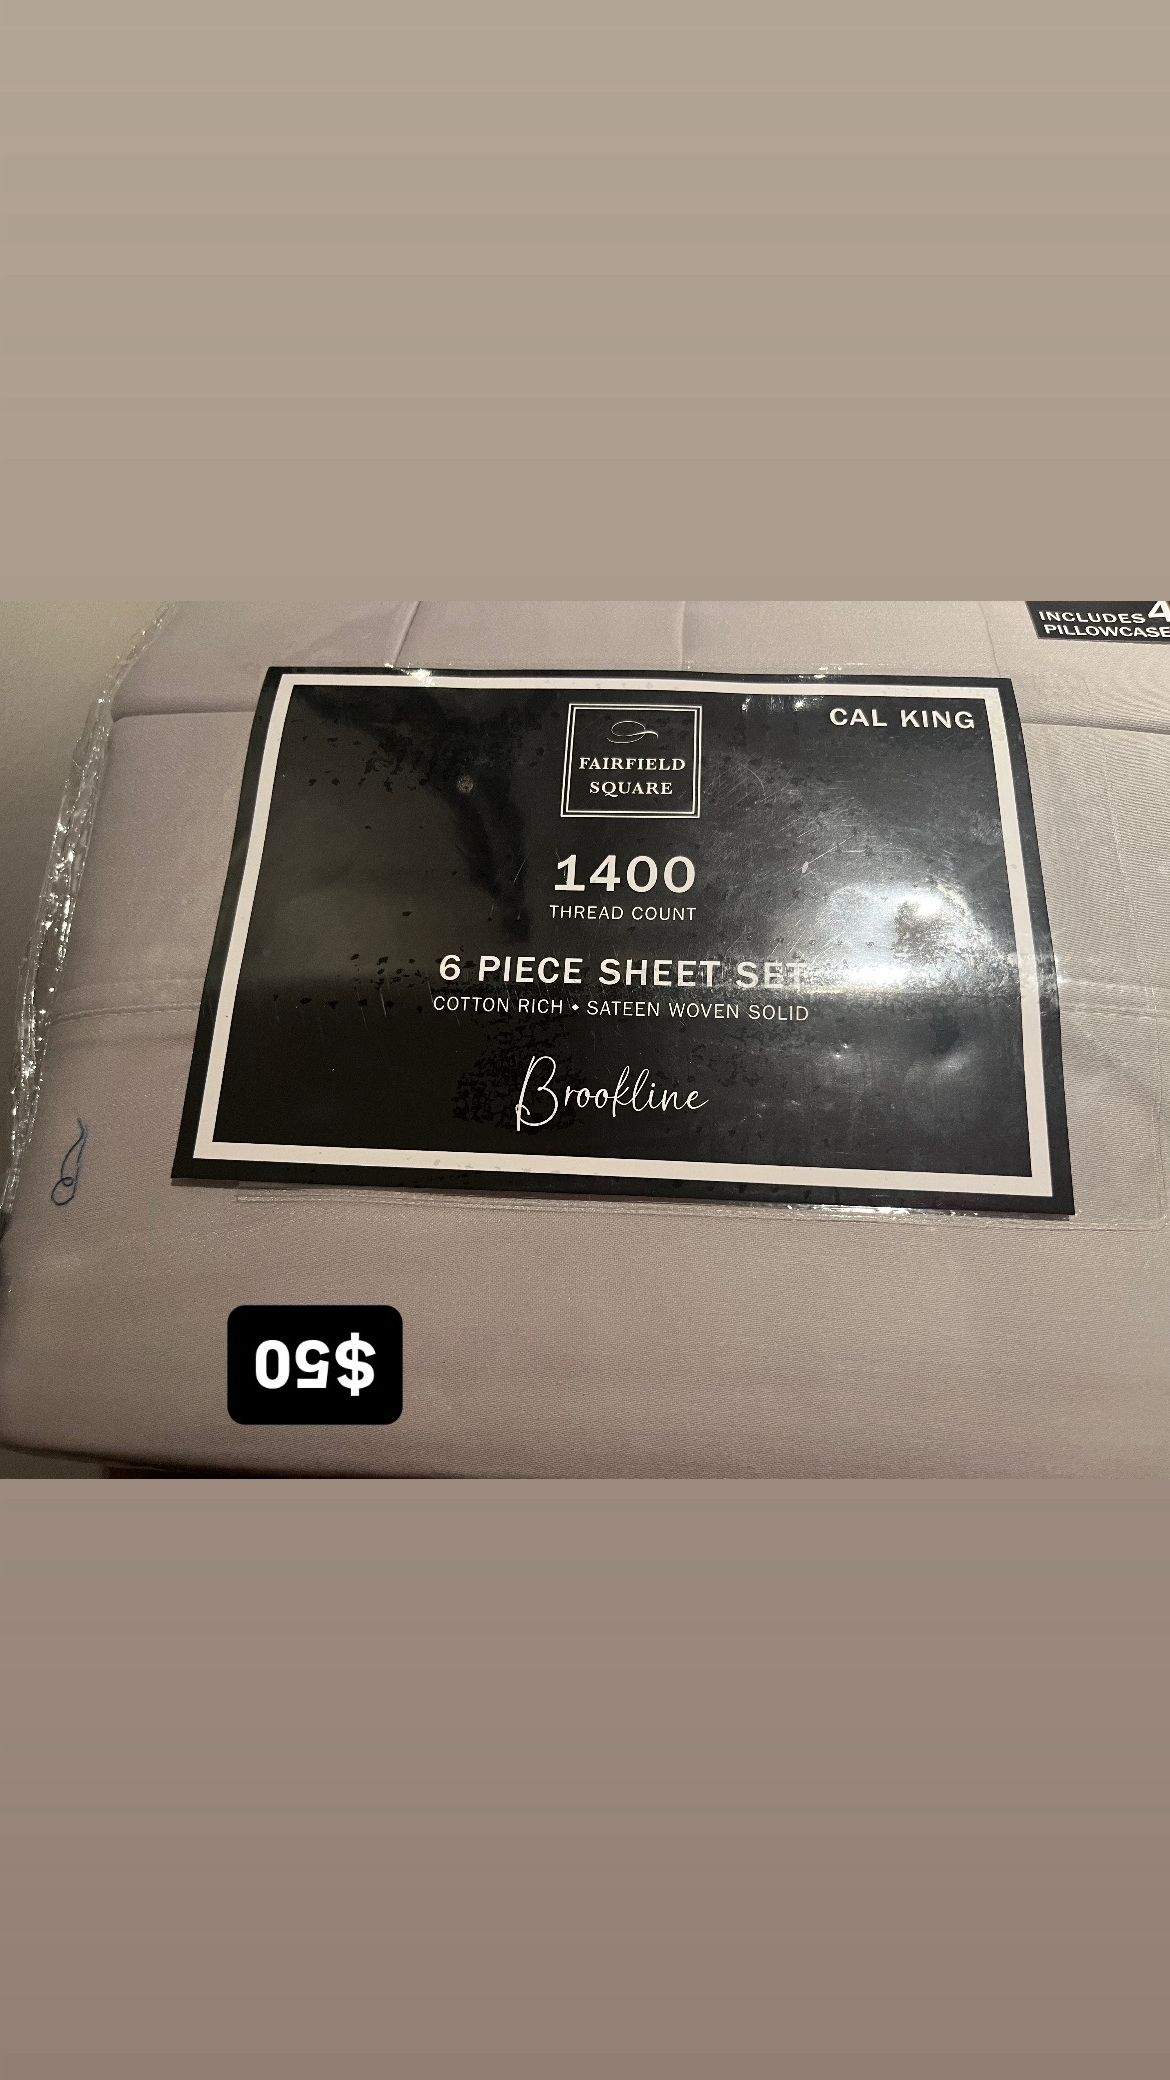 INCLUDES 4
PILLOWCASE
CAL KING
FAIRFIELD
SQUARE
1400
THREAD COUNT
6 PIECE SHEET SET
COTTON RICH • SATEEN WOVEN SOLID
Brookline
$50